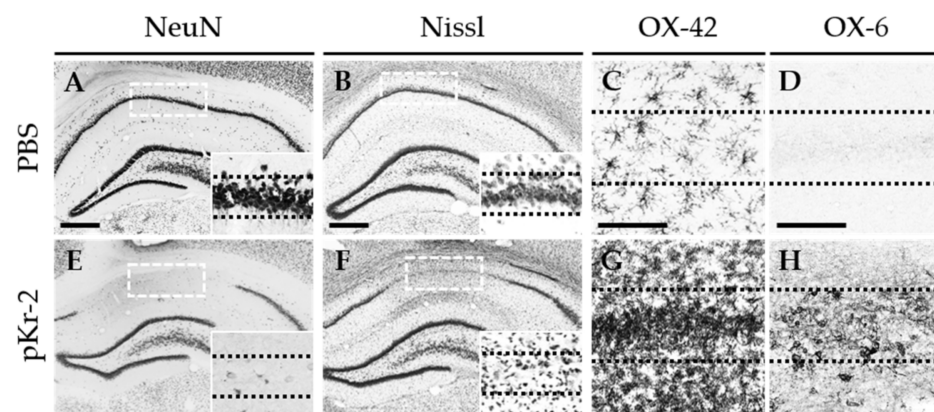 NeuN Nissl OX-42 OX-6
PBS
A B C D
pKr-2
E F G H